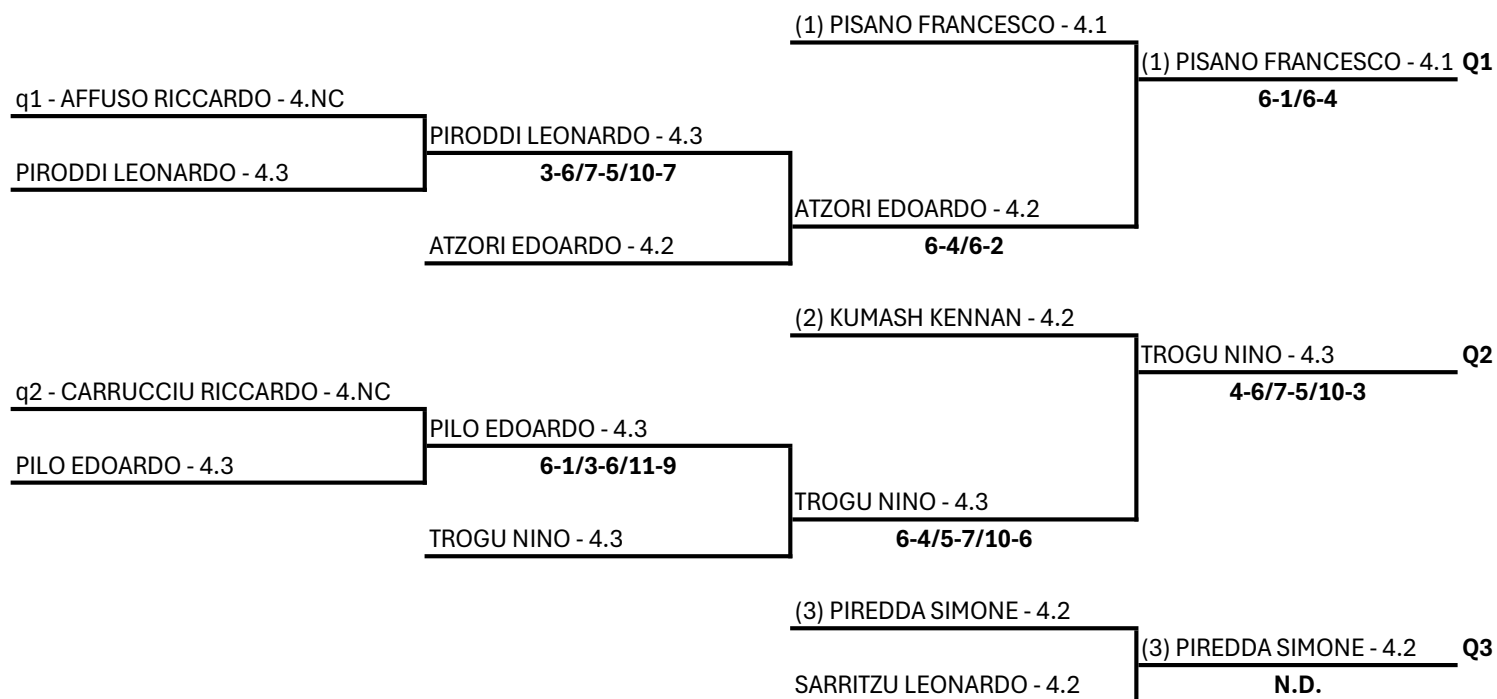 (1) PISANO FRANCESCO - 4.1
(1) PISANO FRANCESCO - 4.1 Q1
6-1/6-4
q1 - AFFUSO RICCARDO - 4.NC
PIRODDI LEONARDO - 4.3
3-6/7-5/10-7
PIRODDI LEONARDO - 4.3
ATZORI EDOARDO - 4.2
6-4/6-2
ATZORI EDOARDO - 4.2
(2) KUMASH KENNAN - 4.2
TROGU NINO - 4.3 Q2
4-6/7-5/10-3
q2 - CARRUCCIU RICCARDO - 4.NC
PILO EDOARDO - 4.3
6-1/3-6/11-9
PILO EDOARDO - 4.3
TROGU NINO - 4.3
6-4/5-7/10-6
TROGU NINO - 4.3
(3) PIREDDA SIMONE - 4.2
(3) PIREDDA SIMONE - 4.2 Q3
N.D.
SARRITZU LEONARDO - 4.2